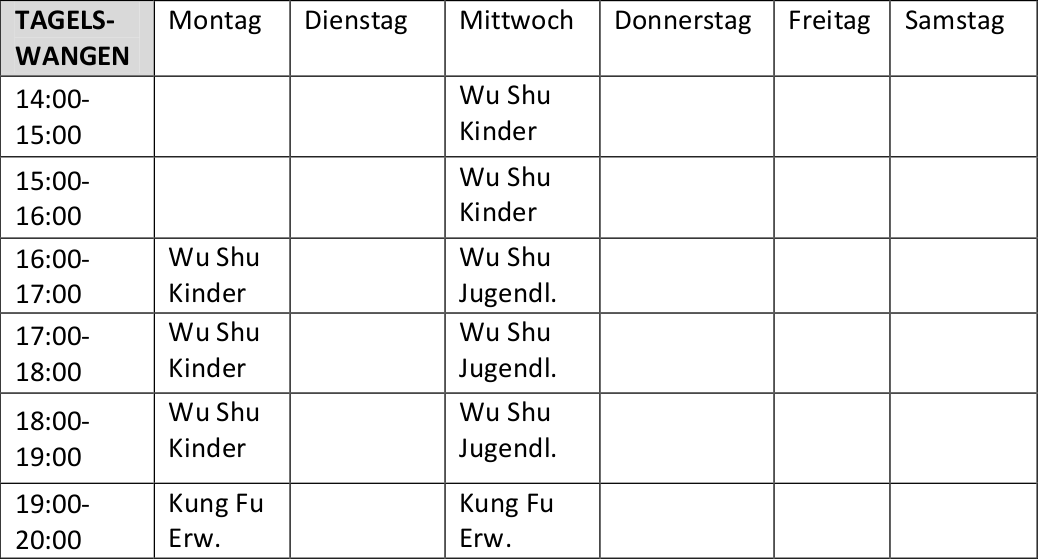 TAGELS- Montag Dienstag Mittwoch Donnerstag Freitag Samstag
WANGEN
14:00- Wu Shu
15:00 Kinder
15:00- Wu Shu
16:00 Kinder
16:00- Wu Shu Wu Shu
17:00 Kinder Jugendl.
17:00- Wu Shu Wu Shu
18:00 Kinder Jugendl.
18:00- Wu Shu Wu Shu
19:00 Kinder Jugendl.
19:00- Kung Fu Kung Fu
20:00 Erw. Erw.